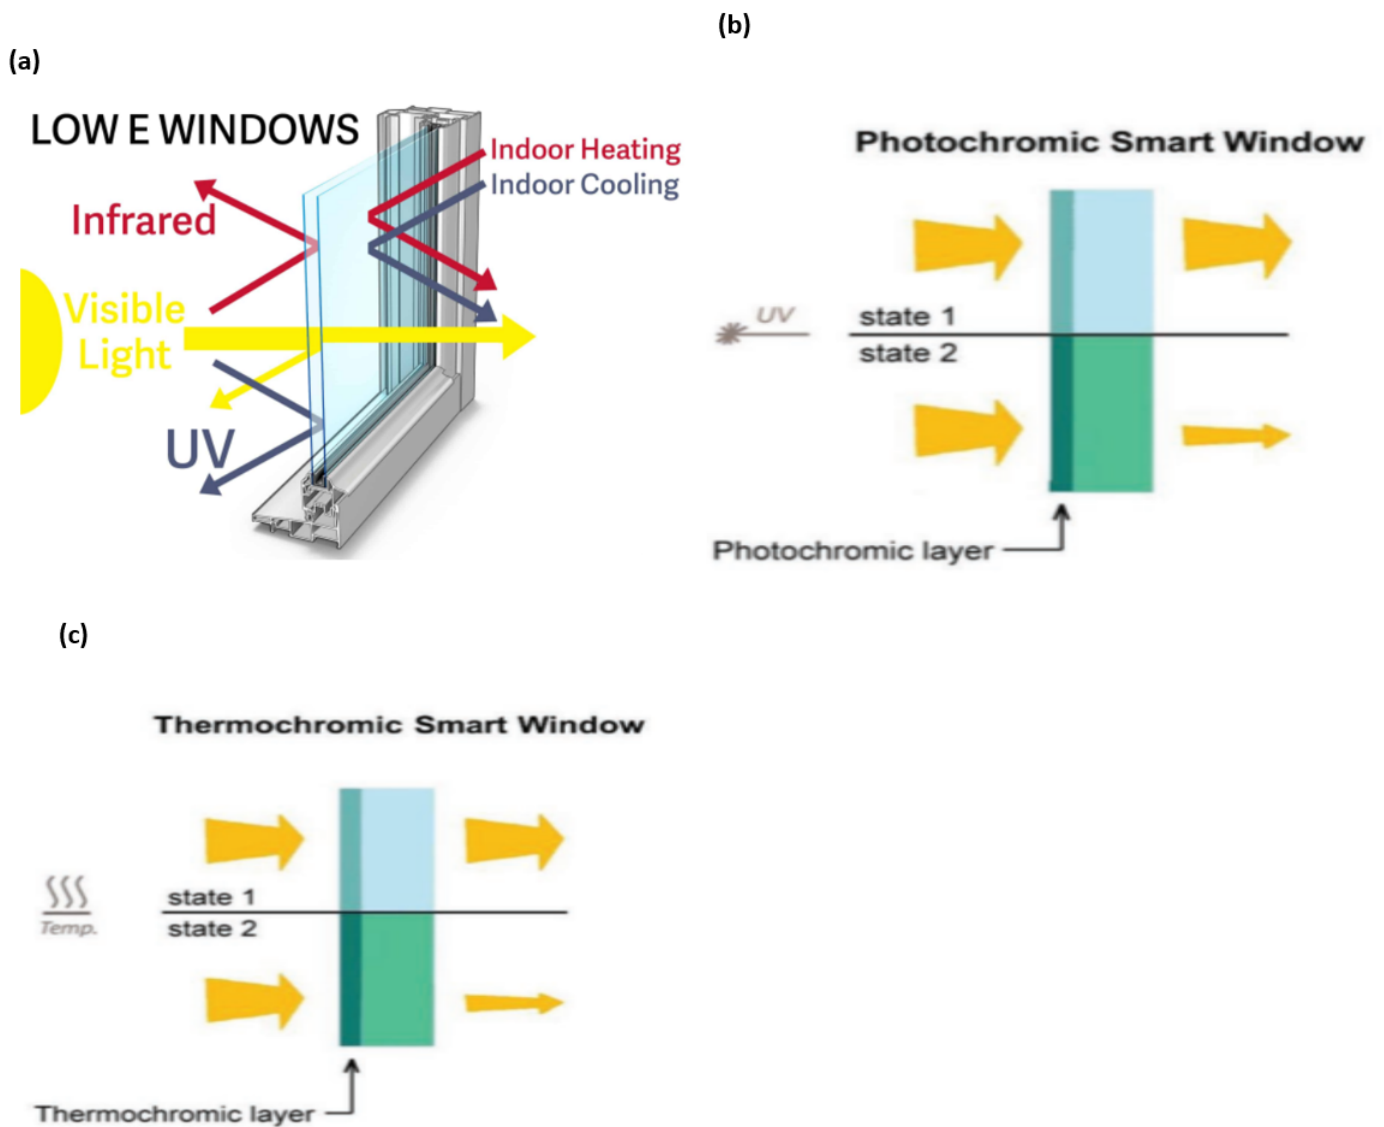 (a)
LOW E WINDOWS
Indoor Heating
Indoor Cooling
Infrared
Visible
Light
UV
(b)
Photochromic Smart Window
UV
state 1
state 2
Photochromic layer
(c)
Thermochromic Smart Window
state 1
Temp.
state 2
Thermochromic layer